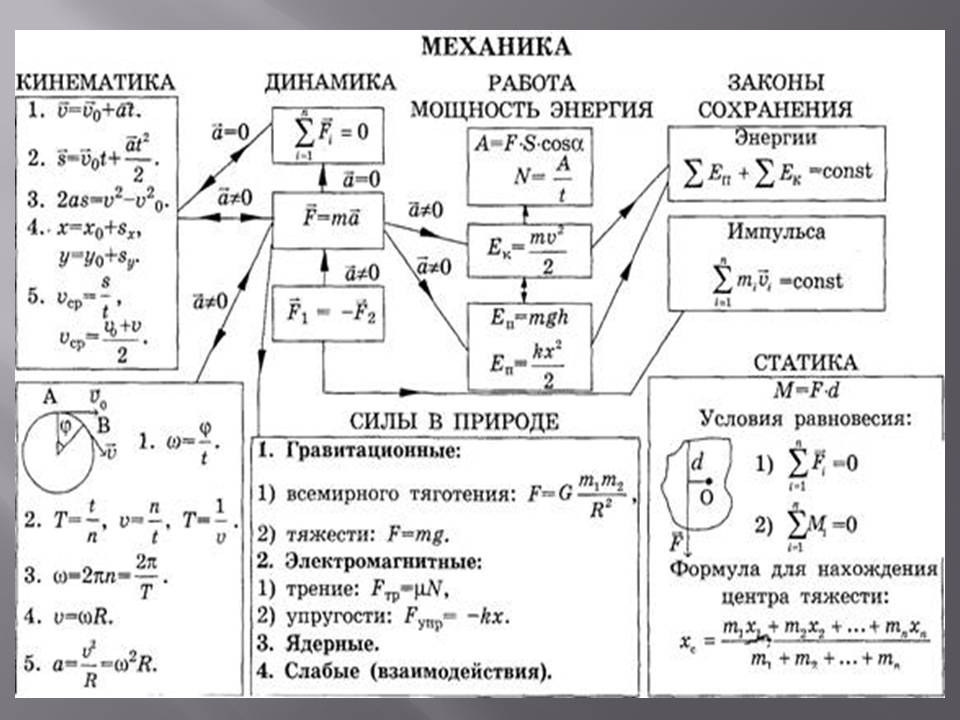 МЕХАНИКА
КИНЕМАТИКА
1. v⃗=v⃗₀+a⃗t.
2. s⃗=v⃗₀t+a⃗t²/2.
3. 2as=v²−v²₀.
4. x=x₀+sₓ,
y=y₀+s_y.
5. v_ср=s/t,
v_ср=(v₀+v)/2.
a⃗=0
a⃗≠0
a⃗≠0
ДИНАМИКА
∑ⁿᵢ₌₁F⃗ᵢ = 0
a⃗=0
F⃗=ma⃗
a⃗≠0
F⃗₁ = −F⃗₂
a⃗≠0
a⃗≠0
РАБОТА
МОЩНОСТЬ ЭНЕРГИЯ
A=F·S·cosα
N=A/t
E_к=mv²/2
E_п=mgh
E_п=kx²/2
ЗАКОНЫ
СОХРАНЕНИЯ
Энергии
∑E_п + ∑E_к =const
Импульса
∑ⁿᵢ₌₁mᵢv⃗ᵢ =const
A v⃗₀
φ B
v⃗
1. ω=φ/t.
2. T=t/n, υ=n/t, T=1/υ.
3. ω=2πn=2π/T.
4. v=ωR.
5. a=v²/R=ω²R.
СИЛЫ В ПРИРОДЕ
1. Гравитационные:
1) всемирного тяготения: F=G m₁m₂/R²,
2) тяжести: F=mg.
2. Электромагнитные:
1) трение: F_тр=μN,
2) упругости: F_упр= −kx.
3. Ядерные.
4. Слабые (взаимодействия).
СТАТИКА
M=F·d
Условия равновесия:
d
O
F⃗
1) ∑ⁿᵢ₌₁F⃗ᵢ =0
2) ∑ⁿᵢ₌₁Mᵢ =0
Формула для нахождения
центра тяжести:
x_c = (m₁x₁ + m₂x₂ + ... + mₙxₙ)/(m₁ + m₂ + ... + mₙ)